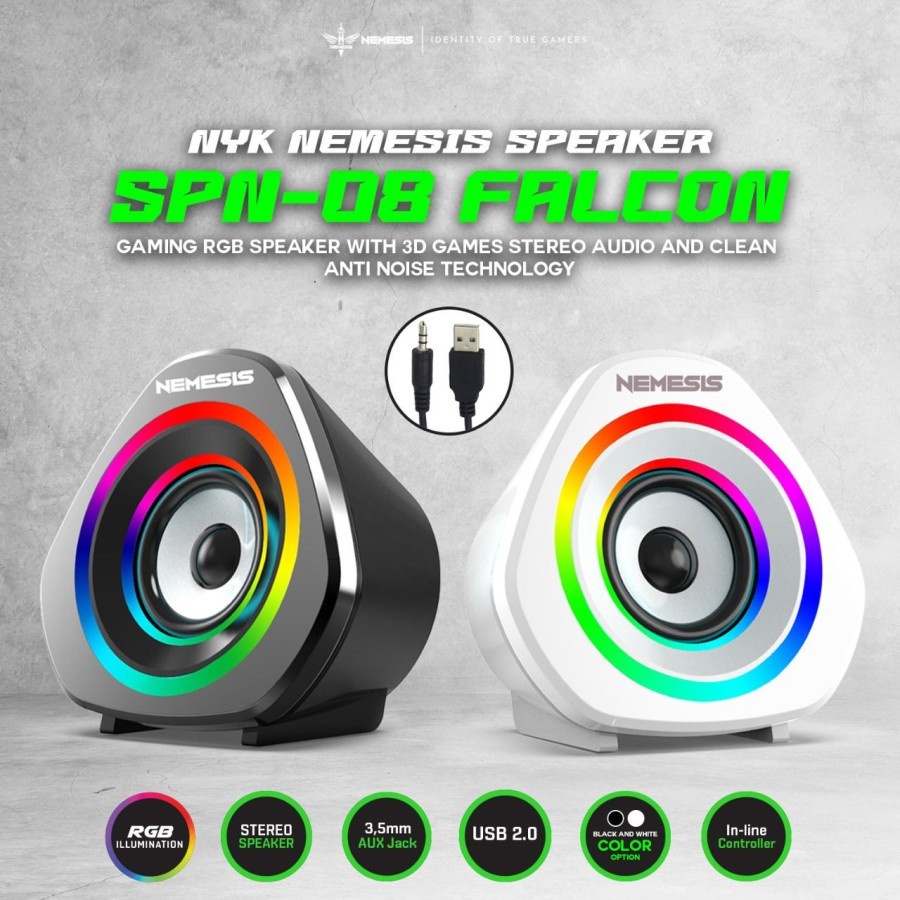 NEMESIS IDENTITY OF TRUE GAMERS
NYK NEMESIS SPEAKER
SPN-08 FALCON
GAMING RGB SPEAKER WITH 3D GAMES STEREO AUDIO AND CLEAN
ANTI NOISE TECHNOLOGY
NEMESIS
NEMESIS
RGB
ILLUMINATION
STEREO
SPEAKER
3,5mm
AUX Jack
USB 2.0
BLACK AND WHITE
COLOR
OPTION
In-line
Controller